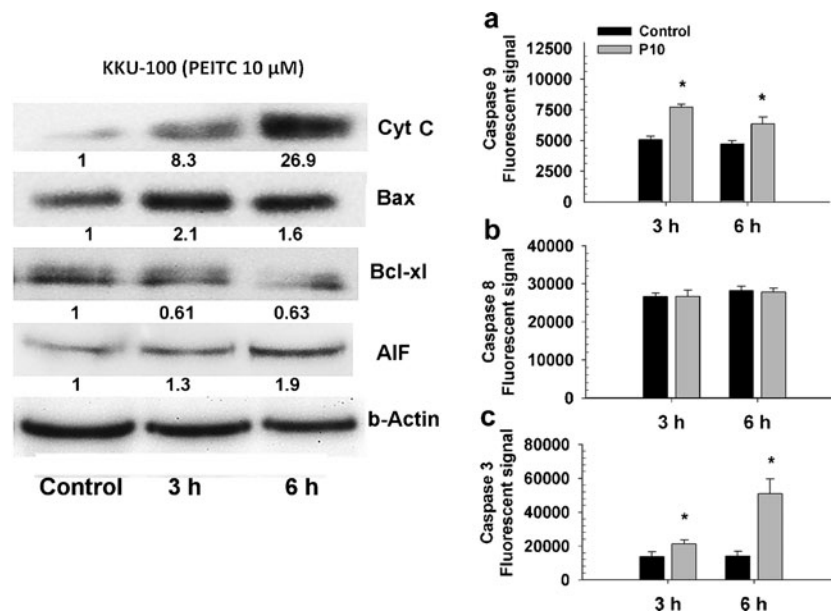 KKU-100 (PEITC 10 µM)
Cyt C
1 8.3 26.9
Bax
1 2.1 1.6
Bcl-xl
1 0.61 0.63
AIF
1 1.3 1.9
b-Actin
Control 3 h 6 h
a
Control
P10
Caspase 9
Fluorescent signal
12500
10000
7500
5000
2500
0
* *
3 h 6 h
b
Caspase 8
Fluorescent signal
40000
30000
20000
10000
0
3 h 6 h
c
Caspase 3
Fluorescent signal
80000
60000
40000
20000
0
* *
3 h 6 h